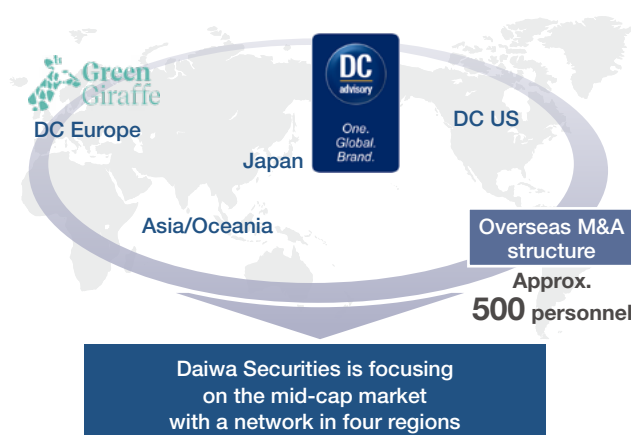 Green
Giraffe
DC Europe
DC
advisory
One.
Global.
Brand.
DC US
Japan
Asia/Oceania
Overseas M&A
structure
Approx.
500 personnel
Daiwa Securities is focusing
on the mid-cap market
with a network in four regions